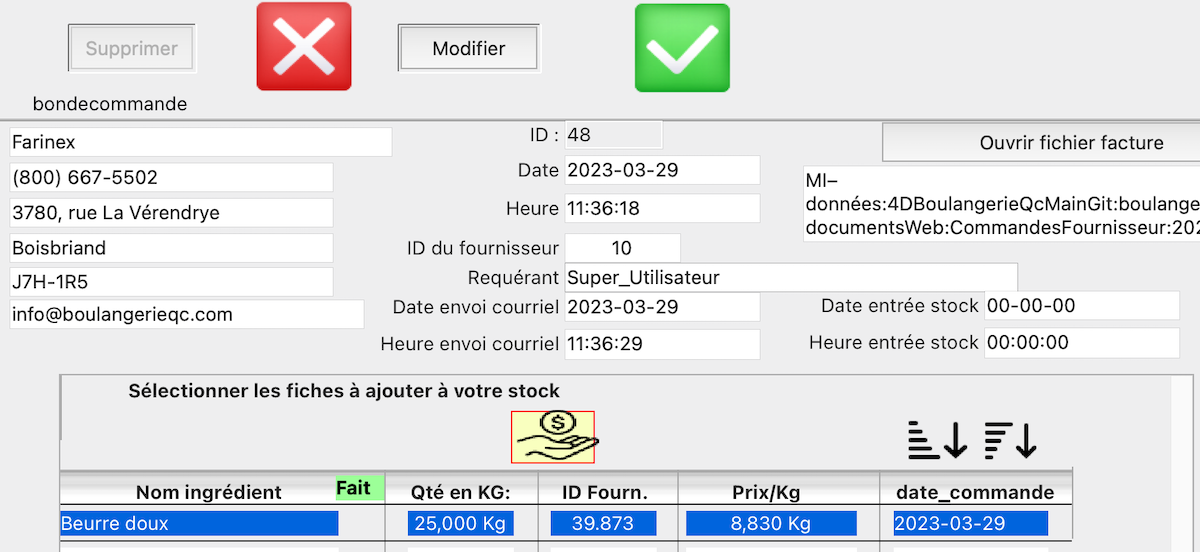 Supprimer
Modifier
bondecommande
Farinex
(800) 667-5502
3780, rue La Vérendrye
Boisbriand
J7H-1R5
info@boulangerieqc.com
ID : 48
Date 2023-03-29
Heure 11:36:18
ID du fournisseur 10
Requérant Super_Utilisateur
Date envoi courriel 2023-03-29
Heure envoi courriel 11:36:29
Ouvrir fichier facture
MI–
données:4DBoulangerieQcMainGit:boulange
documentsWeb:CommandesFournisseur:202
Date entrée stock 00-00-00
Heure entrée stock 00:00:00
Sélectionner les fiches à ajouter à votre stock
$
Nom ingrédient Fait Qté en KG: ID Fourn. Prix/Kg date_commande
Beurre doux 25,000 Kg 39.873 8,830 Kg 2023-03-29